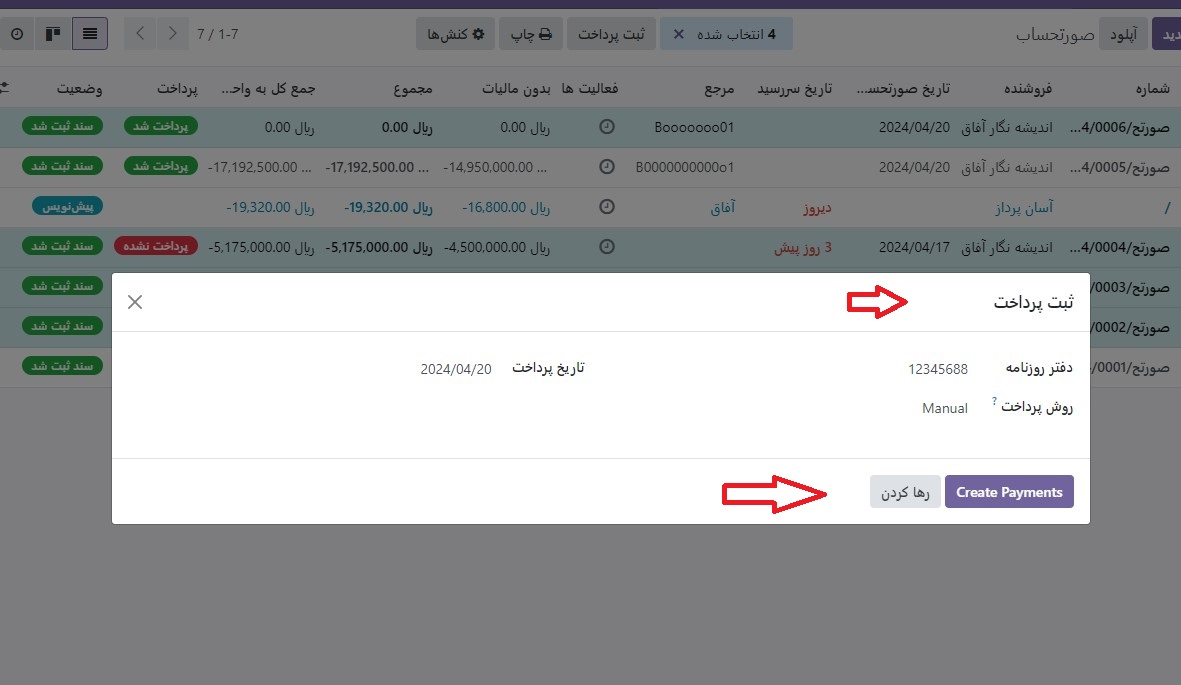 آپلود صورتحساب 4 انتخاب شده ✕ ثبت پرداخت چاپ کنش‌ها 7 / 1-7
شماره فروشنده تاریخ صورتحس... تاریخ سررسید مرجع فعالیت ها بدون مالیات مجموع جمع کل به واح... پرداخت وضعیت
صورتح/0006/4... اندیشه نگار آفاق 2024/04/20 Booooooo01 ریال 0.00 ریال 0.00 ریال 0.00 پرداخت شد سند ثبت شد
صورتح/0005/4... اندیشه نگار آفاق 2024/04/20 B0000000000o1 -14,950,000.00 ... -17,192,500.00 ... -17,192,500.00 ... پرداخت شد سند ثبت شد
/ آسان پرداز دیروز آفاق ریال -16,800.00 ریال -19,320.00 ریال -19,320.00 پیش‌نویس
صورتح/0004/4... اندیشه نگار آفاق 2024/04/17 3 روز پیش ریال -4,500,000.00 ریال -5,175,000.00 ریال -5,175,000.00 پرداخت نشده سند ثبت شد
صورتح/0003/ سند ثبت شد
صورتح/0002/ سند ثبت شد
صورتح/0001/ سند ثبت شد
ثبت پرداخت
دفتر روزنامه 12345688 تاریخ پرداخت 2024/04/20
روش پرداخت ? Manual
Create Payments رها کردن